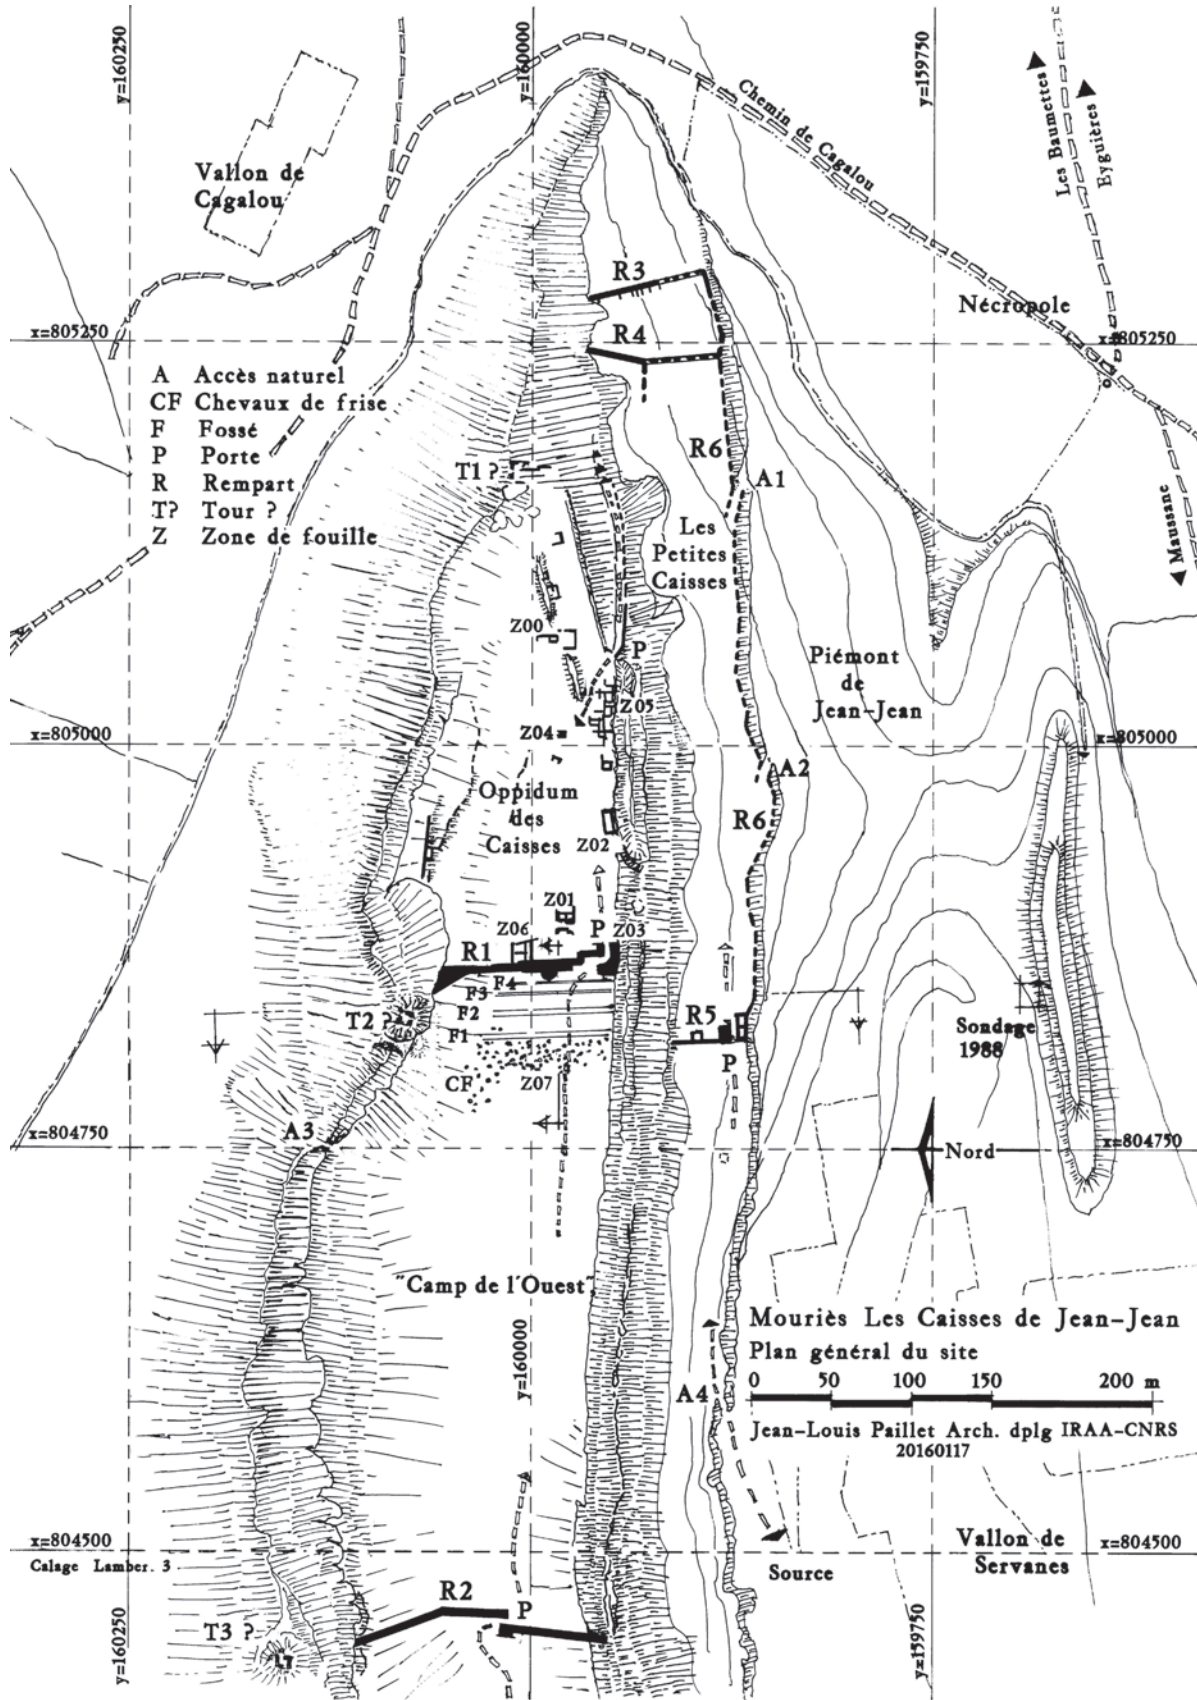 y=160250
y=160000
y=159750
Chemin de Cagalou
Les Baumettes
Eyguières
Vallon de
Cagalou
R3
Nécropole
x=805250
R4
x=805250
A Accès naturel
CF Chevaux de frise
F Fossé
P Porte
R Rempart
T? Tour ?
Z Zone de fouille
R6
T1 ?
A1
Les
Petites
Caisses
Maussane
Z00
P
Piémont
de
Jean-Jean
Z05
x=805000
Z04
x=805000
A2
Oppidum
des
Caisses
R6
Z02
Z01
Z06
P
Z03
R1
F4
F3
F2
T2 ?
F1
R5
Sondage
1988
CF
Z07
P
A3
x=804750
x=804750
Nord
"Camp de l'Ouest"
Mouriès Les Caisses de Jean-Jean
Plan général du site
y=160000
0 50 100 150 200 m
A4
Jean-Louis Paillet Arch. dplg IRAA-CNRS
20160117
x=804500
x=804500
Calage Lamber. 3
Vallon de
Servanes
Source
R2
P
T3 ?
y=160250
y=159750